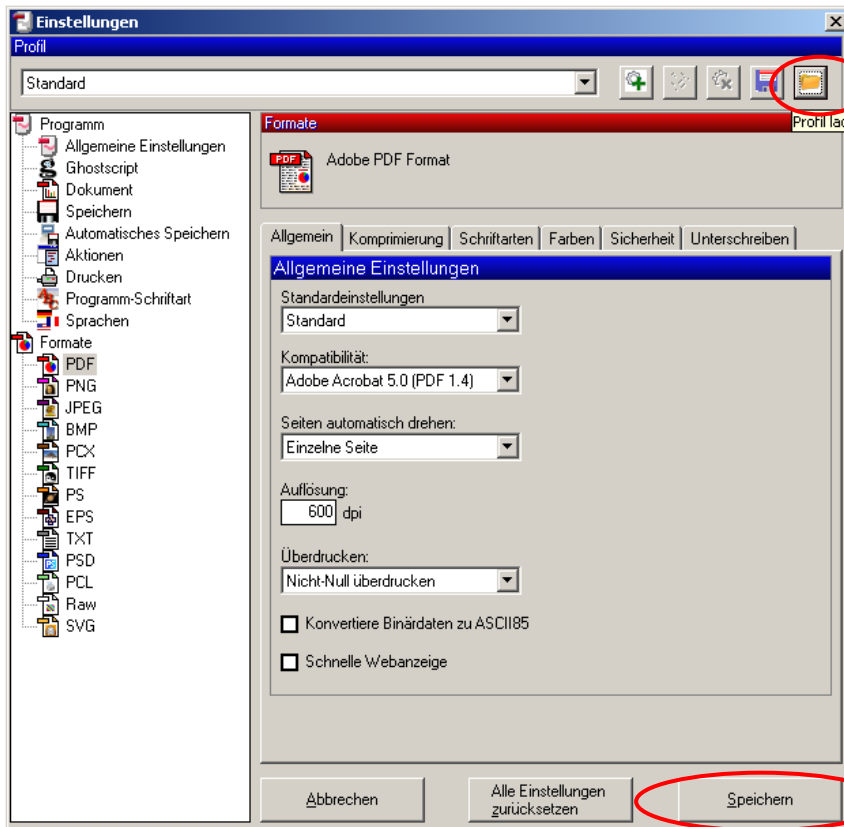 Einstellungen
Profil
Standard
Profil lad
Programm
Allgemeine Einstellungen
Ghostscript
Dokument
Speichern
Automatisches Speichern
Aktionen
Drucken
Programm-Schriftart
Sprachen
Formate
PDF
PNG
JPEG
BMP
PCX
TIFF
PS
EPS
TXT
PSD
PCL
Raw
SVG
Formate
PDF
Adobe PDF Format
Allgemein Komprimierung Schriftarten Farben Sicherheit Unterschreiben
Allgemeine Einstellungen
Standardeinstellungen
Standard
Kompatibilität:
Adobe Acrobat 5.0 (PDF 1.4)
Seiten automatisch drehen:
Einzelne Seite
Auflösung:
600 dpi
Überdrucken:
Nicht-Null überdrucken
Konvertiere Binärdaten zu ASCII85
Schnelle Webanzeige
Abbrechen
Alle Einstellungen
zurücksetzen
Speichern